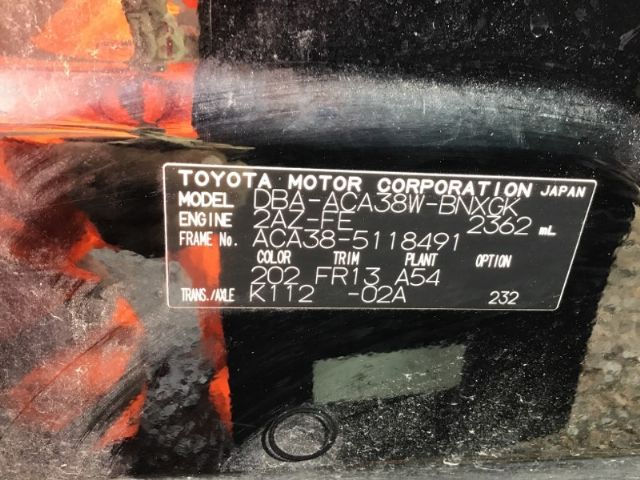 TOYOTA MOTOR CORPORATION JAPAN
MODEL DBA-ACA38W-BNXGK
ENGINE 2AZ-FE 2362 mL
FRAME No. ACA38-5118491
COLOR TRIM PLANT OPTION
202 FR13 A54
TRANS./AXLE K112 -02A 232